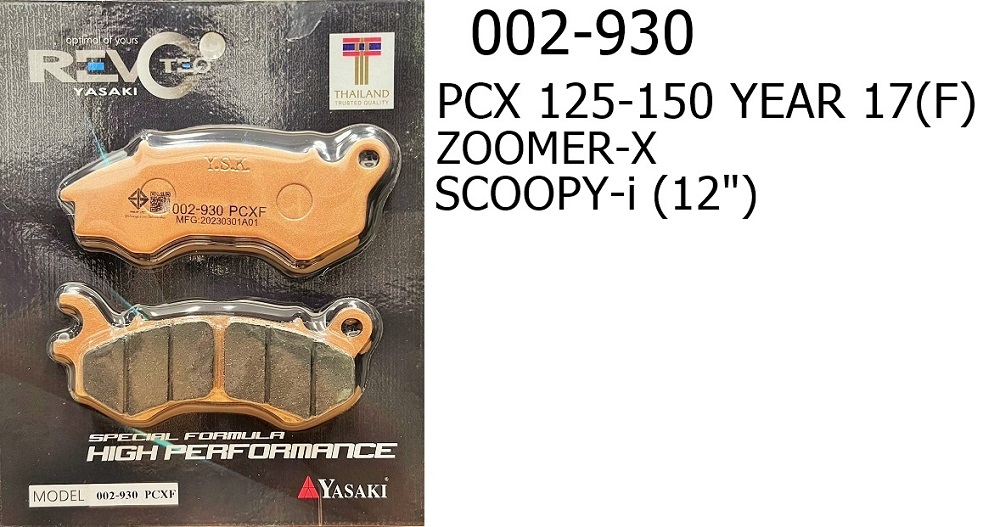 optimal of yours
REVO TEC
YASAKI
THAILAND
TRUSTED QUALITY
Y.S.K.
002-930 PCXF
MFG:20230301A01
SPECIAL FORMULA
HIGH PERFORMANCE
MODEL 002-930 PCXF
YASAKI
002-930
PCX 125-150 YEAR 17(F)
ZOOMER-X
SCOOPY-i (12")